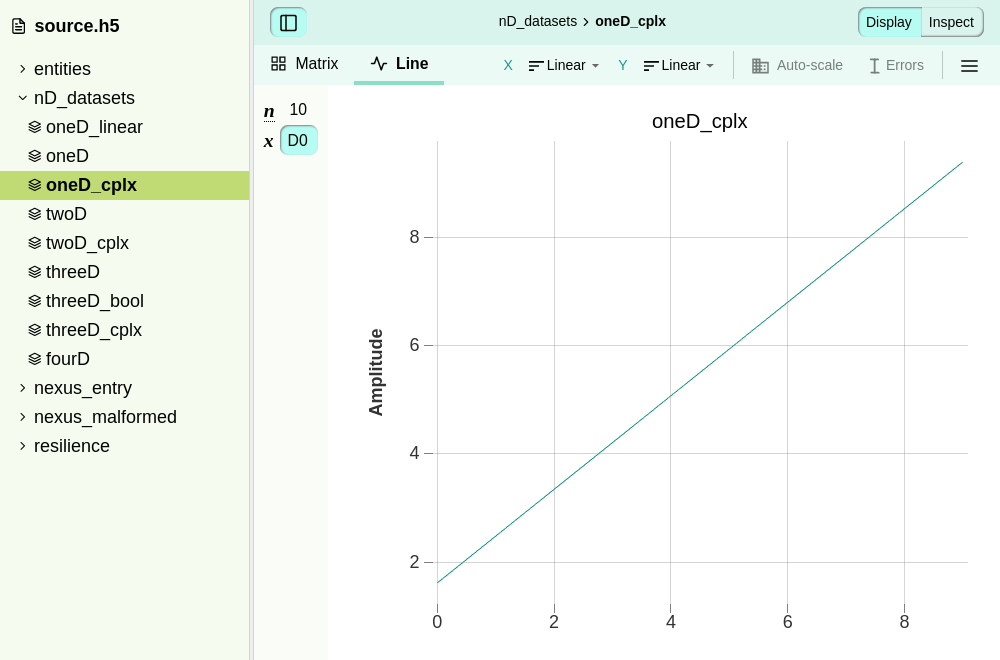 source.h5
entities
nD_datasets
oneD_linear
oneD
oneD_cplx
twoD
twoD_cplx
threeD
threeD_bool
threeD_cplx
fourD
nexus_entry
nexus_malformed
resilience
nD_datasets › oneD_cplx
Display Inspect
Matrix Line X Linear Y Linear Auto-scale Errors
n 10
x D0
oneD_cplx
Amplitude
8
6
4
2
0 2 4 6 8